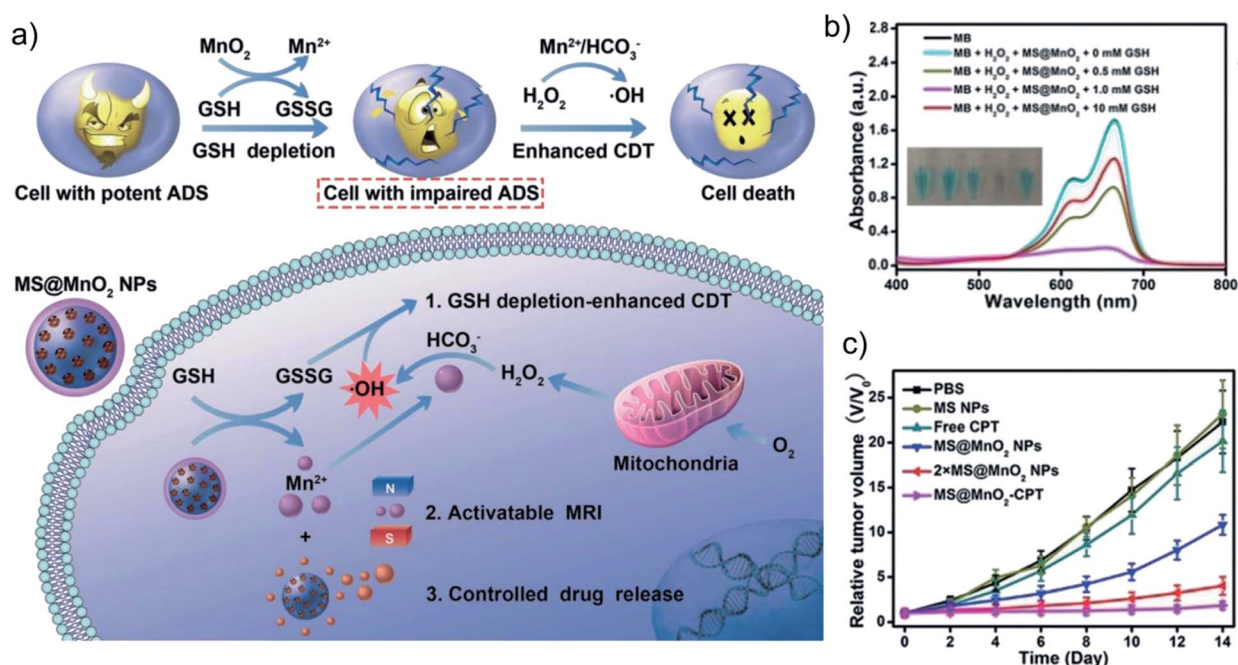 a)
MnO₂ Mn²⁺
GSH GSSG
GSH depletion
Mn²⁺/HCO₃⁻
H₂O₂ ·OH
Enhanced CDT
Cell with potent ADS
Cell with impaired ADS
Cell death
MS@MnO₂ NPs
1. GSH depletion-enhanced CDT
HCO₃⁻
GSH
GSSG
·OH
H₂O₂
Mitochondria
O₂
Mn²⁺
N
2. Activatable MRI
S
+
3. Controlled drug release
b)
2.8
2.4
2.0
1.6
1.2
0.8
0.4
0.0
Absorbance (a.u.)
MB
MB + H₂O₂ + MS@MnO₂ + 0 mM GSH
MB + H₂O₂ + MS@MnO₂ + 0.5 mM GSH
MB + H₂O₂ + MS@MnO₂ + 1.0 mM GSH
MB + H₂O₂ + MS@MnO₂ + 10 mM GSH
400 500 600 700 800
Wavelength (nm)
c)
25
20
15
10
5
0
Relative tumor volume (V/V₀)
PBS
MS NPs
Free CPT
MS@MnO₂ NPs
2×MS@MnO₂ NPs
MS@MnO₂-CPT
0 2 4 6 8 10 12 14
Time (Day)